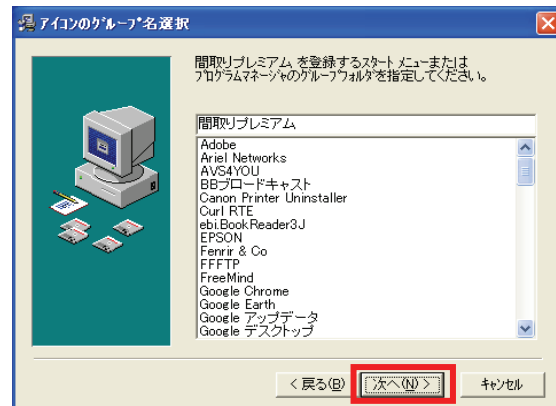 アイコンのグループ名選択
間取りプレミアム を登録するスタート メニューまたは
プログラムマネージャのグループフォルダを指定してください。
間取りプレミアム
Adobe
Ariel Networks
AVS4YOU
BBブロードキャスト
Canon Printer Uninstaller
Curl RTE
ebi.BookReader3J
EPSON
Fenrir & Co
FFFTP
FreeMind
Google Chrome
Google Earth
Google アップデータ
Google デスクトップ
< 戻る(B) 次へ(N) > キャンセル